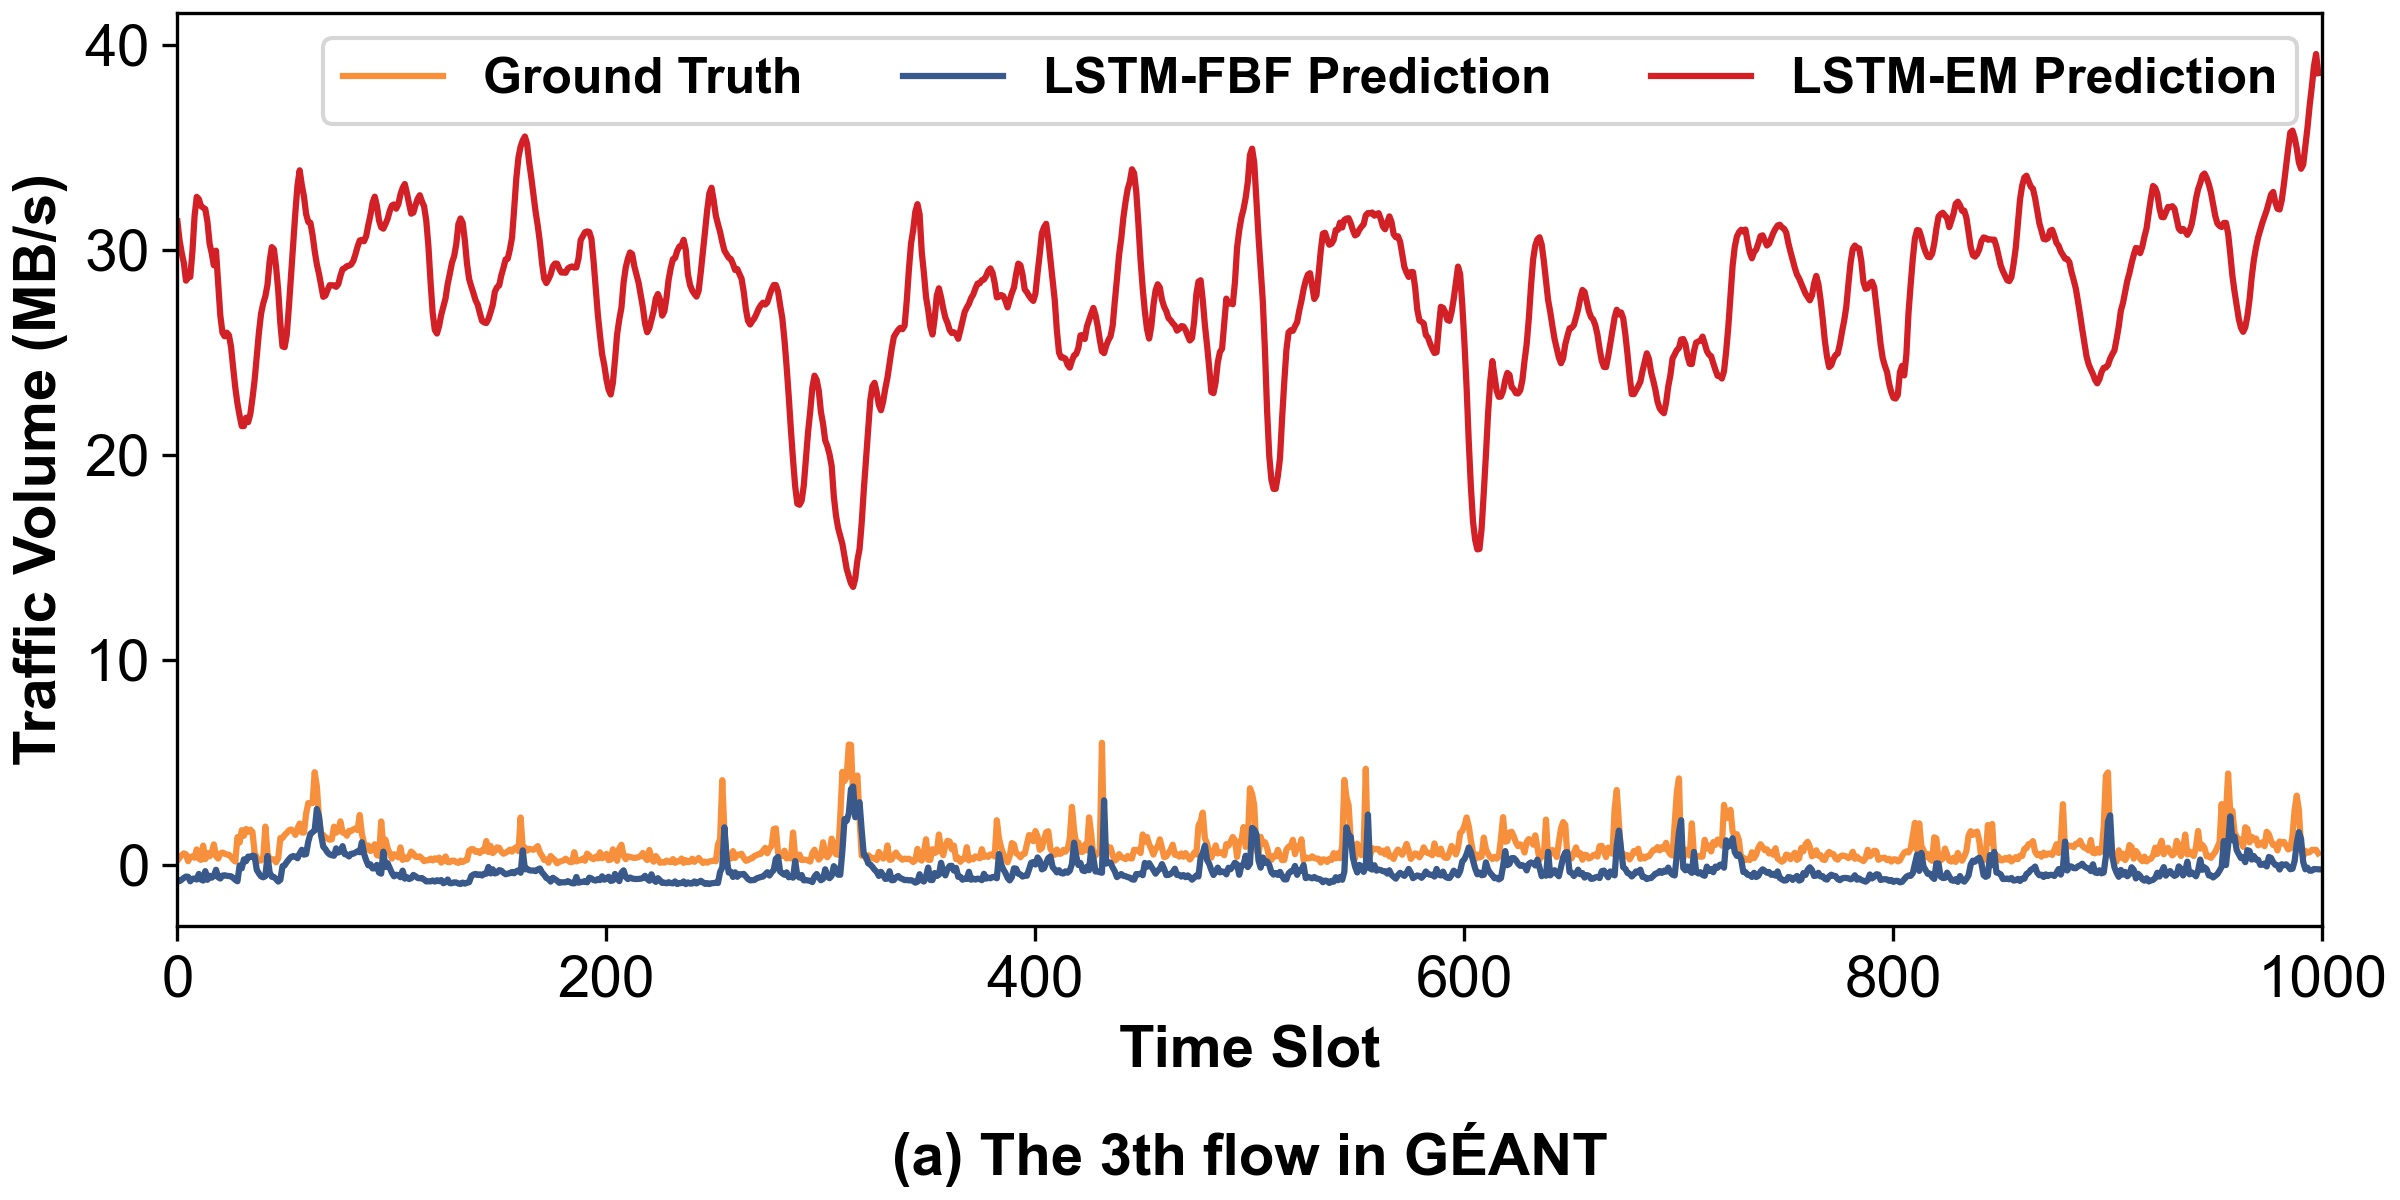 Traffic Volume (MB/s)
40
30
20
10
0
Ground Truth LSTM-FBF Prediction LSTM-EM Prediction
0 200 400 600 800 1000
Time Slot
(a) The 3th flow in GÉANT